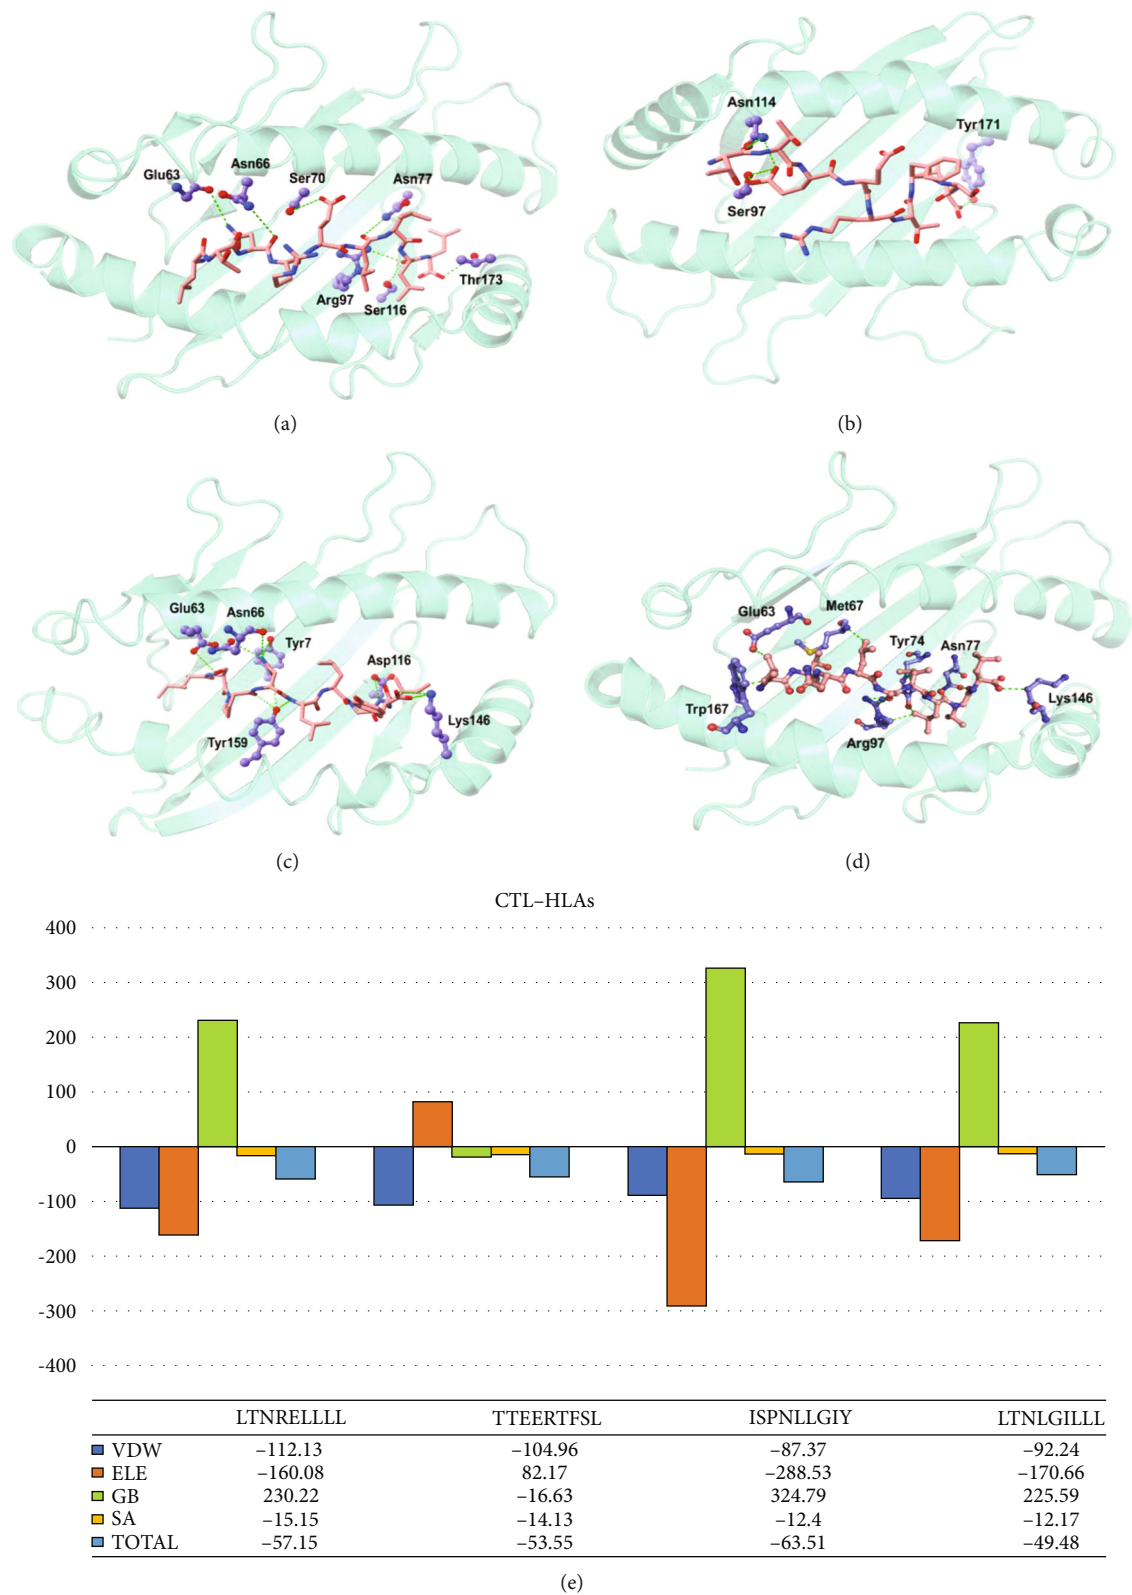 Glu63
Asn66
Ser70
Asn77
Arg97
Ser116
Thr173
(a)
Asn114
Tyr171
Ser97
(b)
Glu63
Asn66
Tyr7
Asp116
Tyr159
Lys146
(c)
Glu63
Met67
Tyr74
Asn77
Trp167
Lys146
Arg97
(d)
CTL–HLAs
400
300
200
100
0
-100
-200
-300
-400
LTNRELLLL TTEERTFSL ISPNLLGIY LTNLGILLL
VDW –112.13 –104.96 –87.37 –92.24
ELE –160.08 82.17 –288.53 –170.66
GB 230.22 –16.63 324.79 225.59
SA –15.15 –14.13 –12.4 –12.17
TOTAL –57.15 –53.55 –63.51 –49.48
(e)